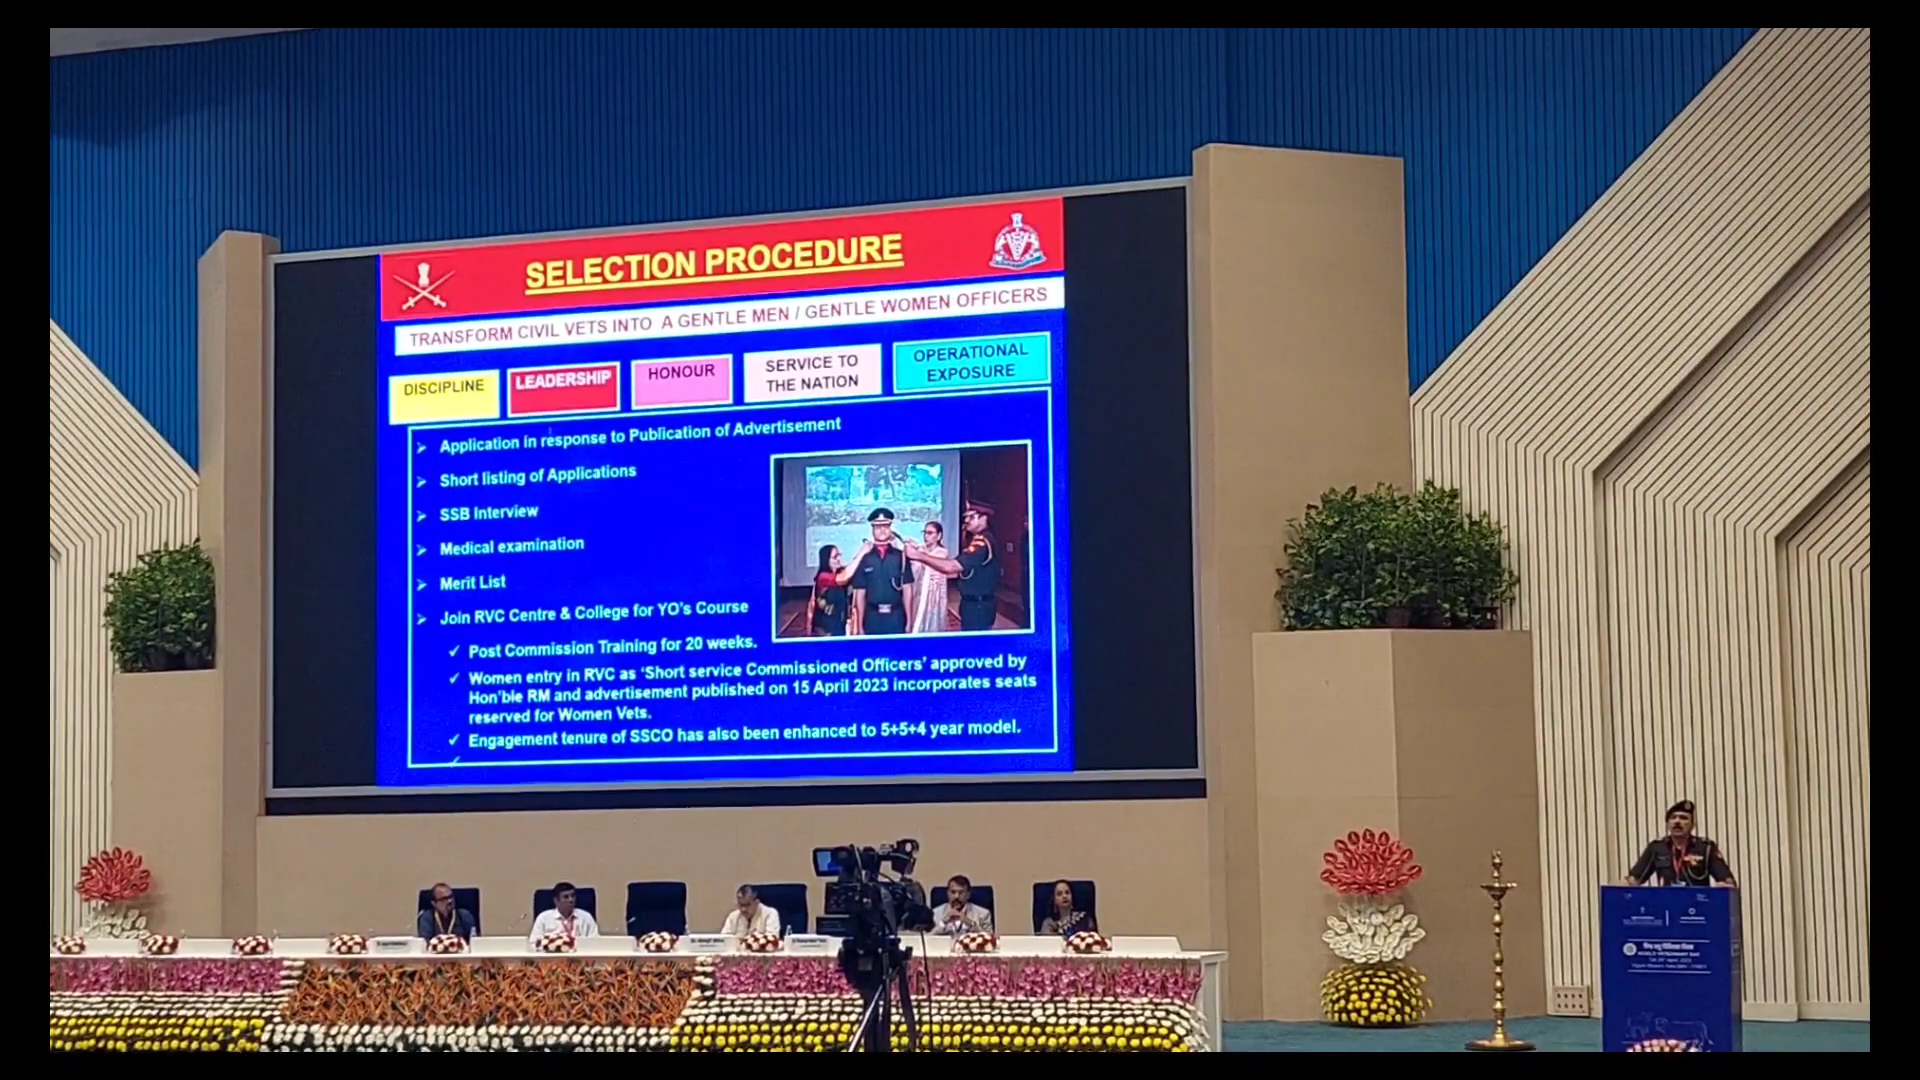 SELECTION PROCEDURE
TRANSFORM CIVIL VETS INTO A GENTLE MEN / GENTLE WOMEN OFFICERS
DISCIPLINE
LEADERSHIP
HONOUR
SERVICE TO
THE NATION
OPERATIONAL
EXPOSURE
➢ Application in response to Publication of Advertisement
➢ Short listing of Applications
➢ SSB Interview
➢ Medical examination
➢ Merit List
➢ Join RVC Centre & College for YO's Course
✓ Post Commission Training for 20 weeks.
✓ Women entry in RVC as 'Short service Commissioned Officers' approved by
Hon'ble RM and advertisement published on 15 April 2023 incorporates seats
reserved for Women Vets.
✓ Engagement tenure of SSCO has also been enhanced to 5+5+4 year model.
✓
WORLD VETERINARY DAY